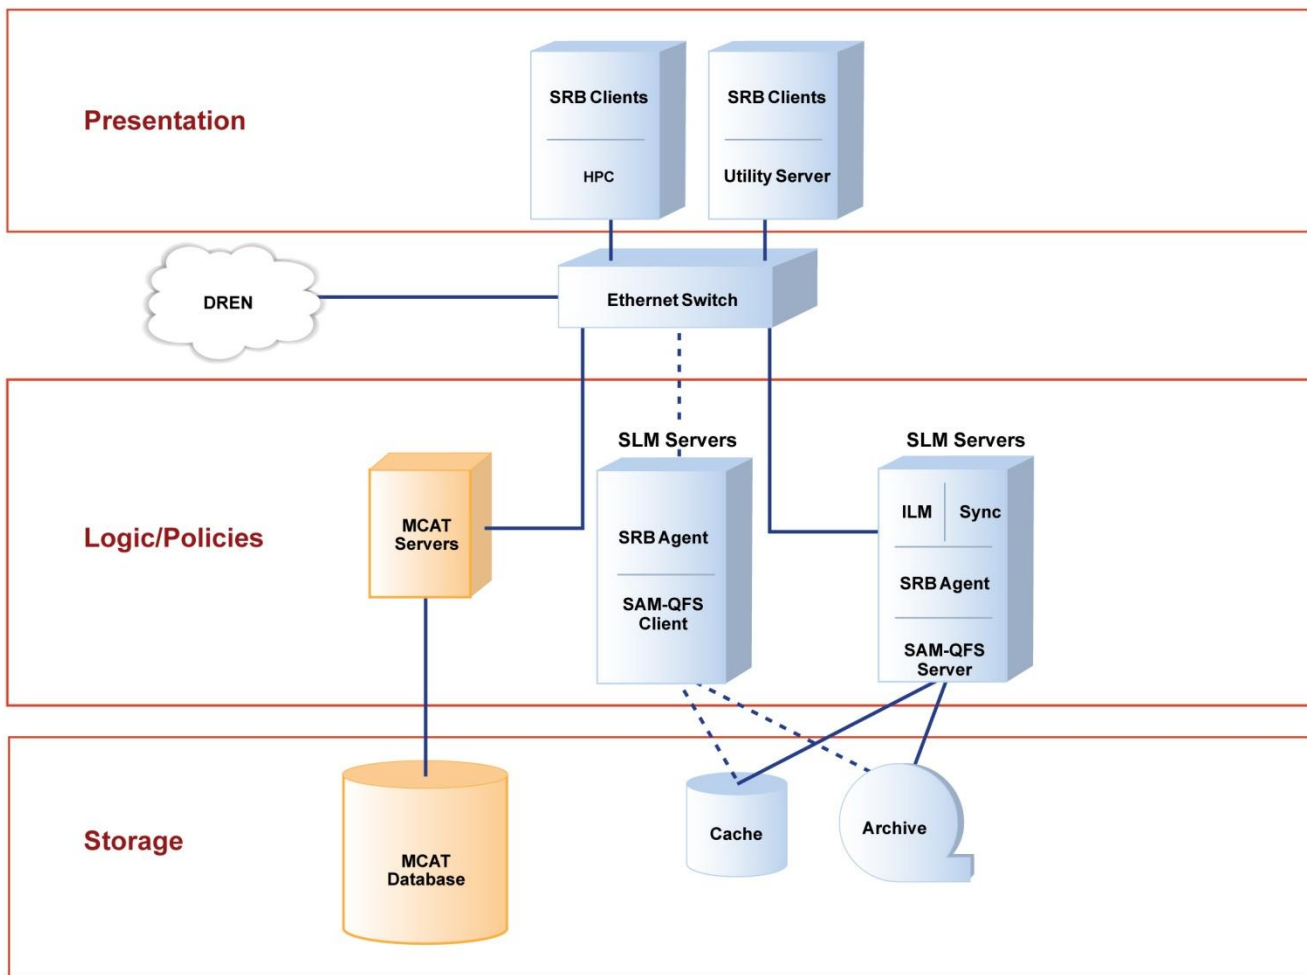 Presentation
SRB Clients
HPC
SRB Clients
Utility Server
DREN
Ethernet Switch
Logic/Policies
MCAT
Servers
SLM Servers
SRB Agent
SAM-QFS
Client
SLM Servers
ILM Sync
SRB Agent
SAM-QFS
Server
Storage
MCAT
Database
Cache
Archive